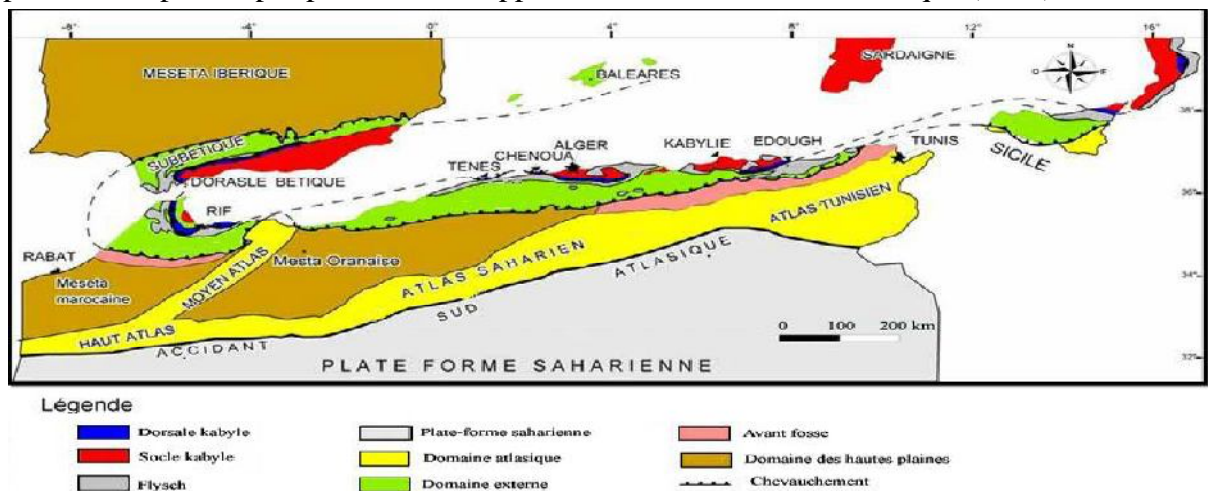 -8° -4° 0° 4° 8° 12° 16°
MESETA IBERIQUE
BALEARES
SARDAIGNE
N
38°
SUBBETIQUE
ALGER
KABYLIE
EDOUGH
CHENOUA
TENES
TUNIS
SICILE
DORASLE BETIQUE
RIF
36°
ATLAS TUNISIEN
RABAT
Mesta Oranaise
ATLAS SAHARIEN
ATLASIQUE
Meseta
marocaine
MOYEN ATLAS
34°
SUD
HAUT ATLAS
ACCIDANT
0 100 200 km
PLATE FORME SAHARIENNE
32°
Légende
Dorsale kabyle
Plate-forme saharienne
Avant fosse
Socle kabyle
Domaine atlasique
Domaine des hautes plaines
Flysch
Domaine externe
Chevauchement